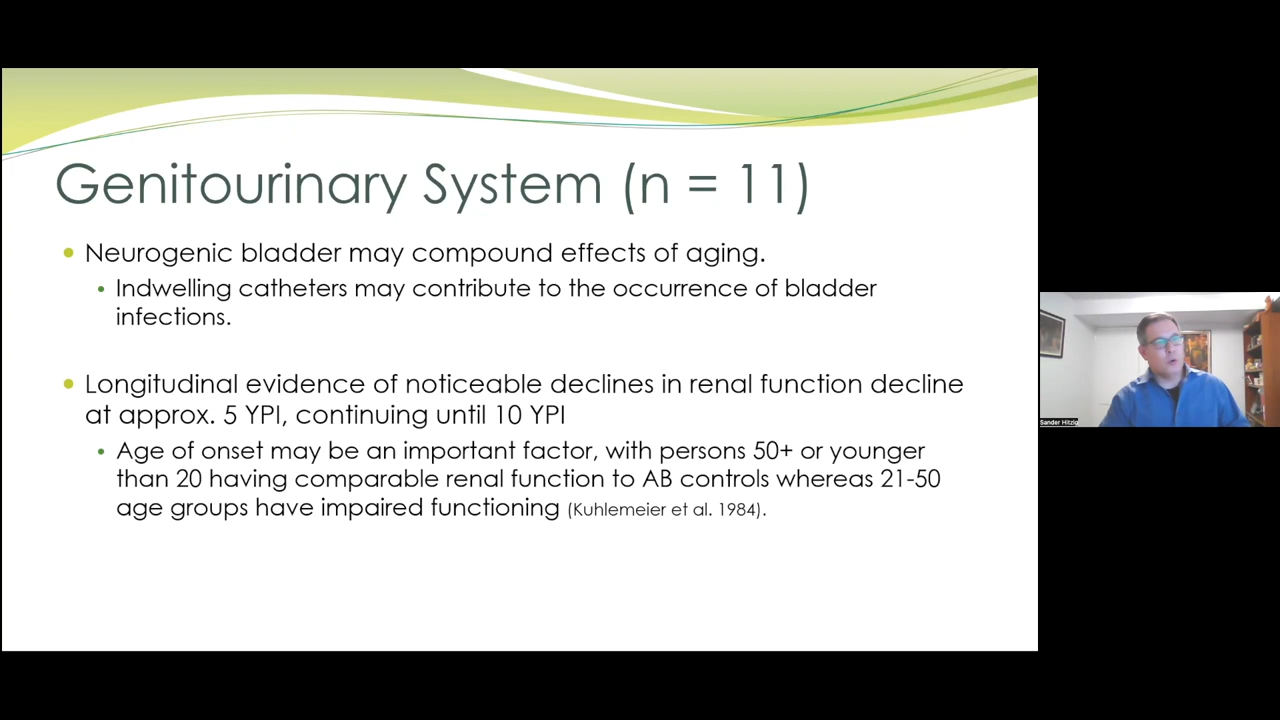 Genitourinary System (n = 11)
Neurogenic bladder may compound effects of aging.
Indwelling catheters may contribute to the occurrence of bladder
infections.
Longitudinal evidence of noticeable declines in renal function decline
at approx. 5 YPI, continuing until 10 YPI
Age of onset may be an important factor, with persons 50+ or younger
than 20 having comparable renal function to AB controls whereas 21-50
age groups have impaired functioning (Kuhlemeier et al. 1984).
Sander Hitzig